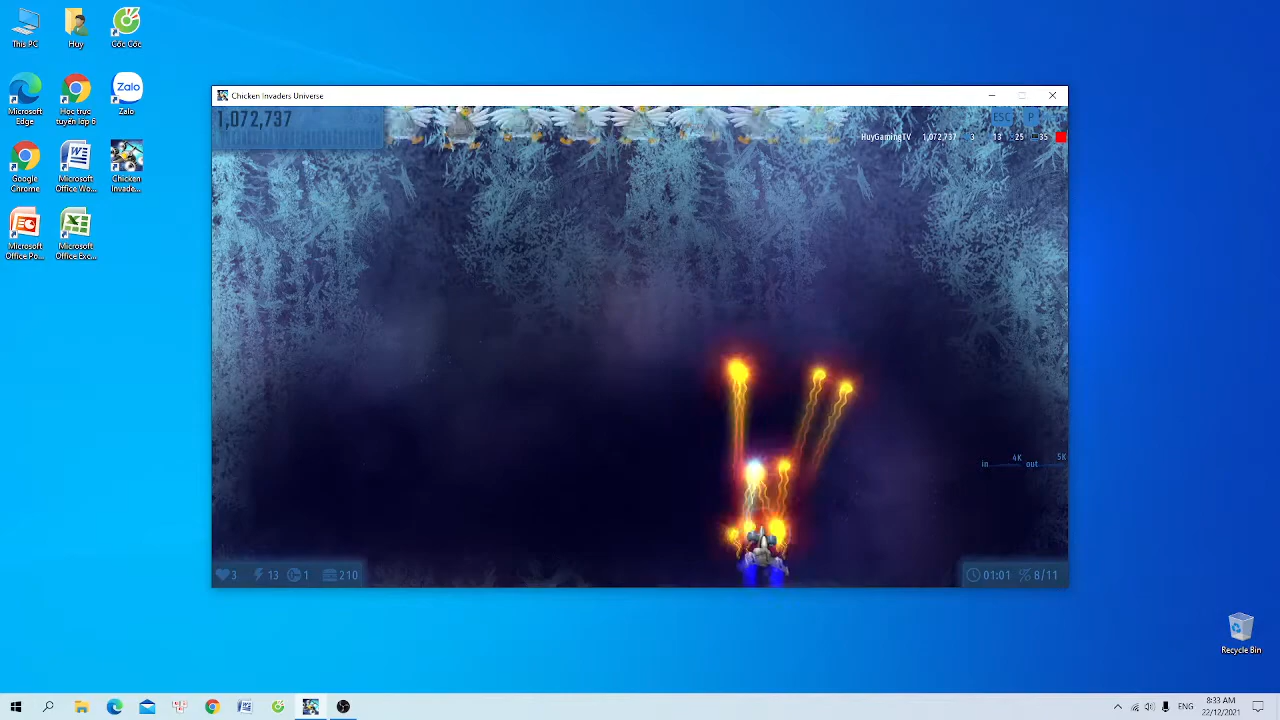 This PC
Huy
Cốc Cốc
Microsoft
Edge
Học trực
tuyến lớp 6
Zalo
Zalo
Google
Chrome
Microsoft
Office Wo...
Chicken
Invade...
Microsoft
Office Po...
Microsoft
Office Exc...
Chicken Invaders Universe
1,072,737
ESC P
HuyGamingTV 1,072,737 3 13 25 35
4K 5K
in out
3 13 1 210
01:01 8/11
Recycle Bin
ENG
8:33 AM
22/12/2021